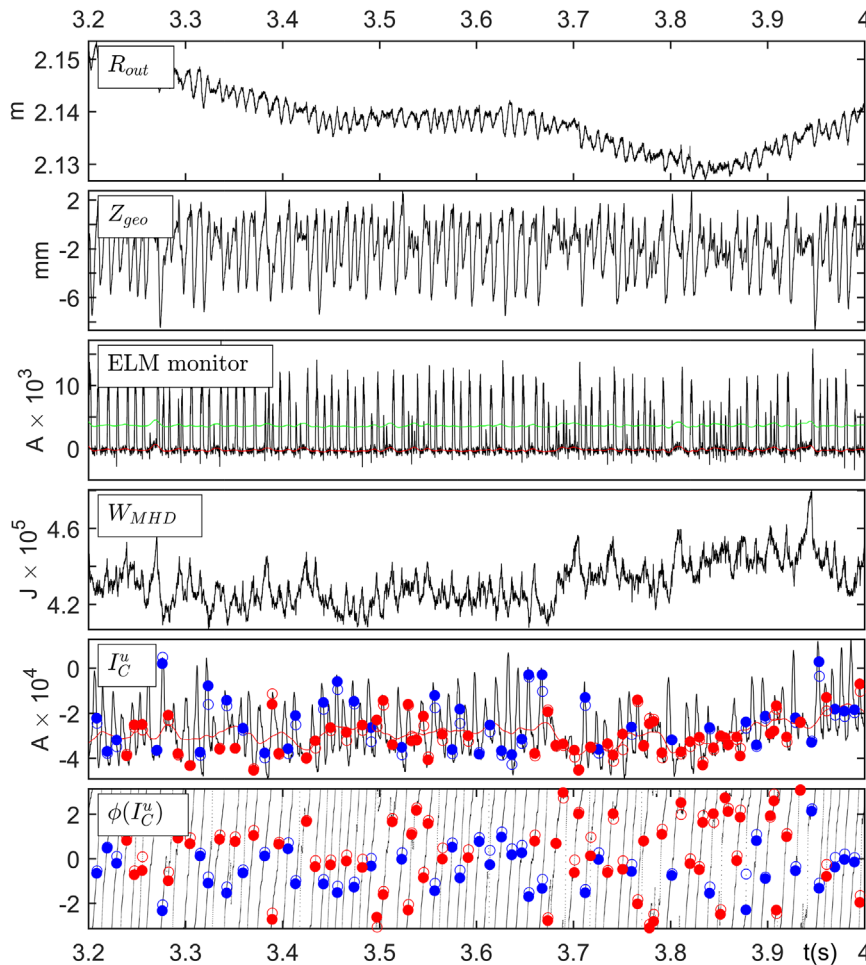 3.2 3.3 3.4 3.5 3.6 3.7 3.8 3.9 4
R_out
m
2.15
2.14
2.13
Z_geo
mm
2
-2
-6
ELM monitor
A × 10^3
10
0
W_MHD
J × 10^5
4.6
4.2
I_C^u
A × 10^4
0
-2
-4
ϕ(I_C^u)
2
0
-2
3.2 3.3 3.4 3.5 3.6 3.7 3.8 3.9 t(s) 4